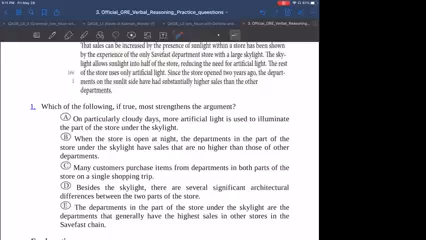 9:11 PM Fri May 28
2. Official_GRE_Verbal_Reasoning_Practice_queestions
That sales can be increased by the presence of sunlight within a store has been shown
by the experience of the only Savefast department store with a large skylight. The sky-
light allows sunlight into half of the store, reducing the need for artificial light. The rest
of the store uses only artificial light. Since the store opened two years ago, the depart-
ments on the sunlit side have had substantially higher sales than the other
departments.
1. Which of the following, if true, most strengthens the argument?
A On particularly cloudy days, more artificial light is used to illuminate
the part of the store under the skylight.
B When the store is open at night, the departments in the part of the
store under the skylight have sales that are no higher than those of other
departments.
C Many customers purchase items from departments in both parts of the
store on a single shopping trip.
D Besides the skylight, there are several significant architectural
differences between the two parts of the store.
E The departments in the part of the store under the skylight are the
departments that generally have the highest sales in other stores in the
Savefast chain.